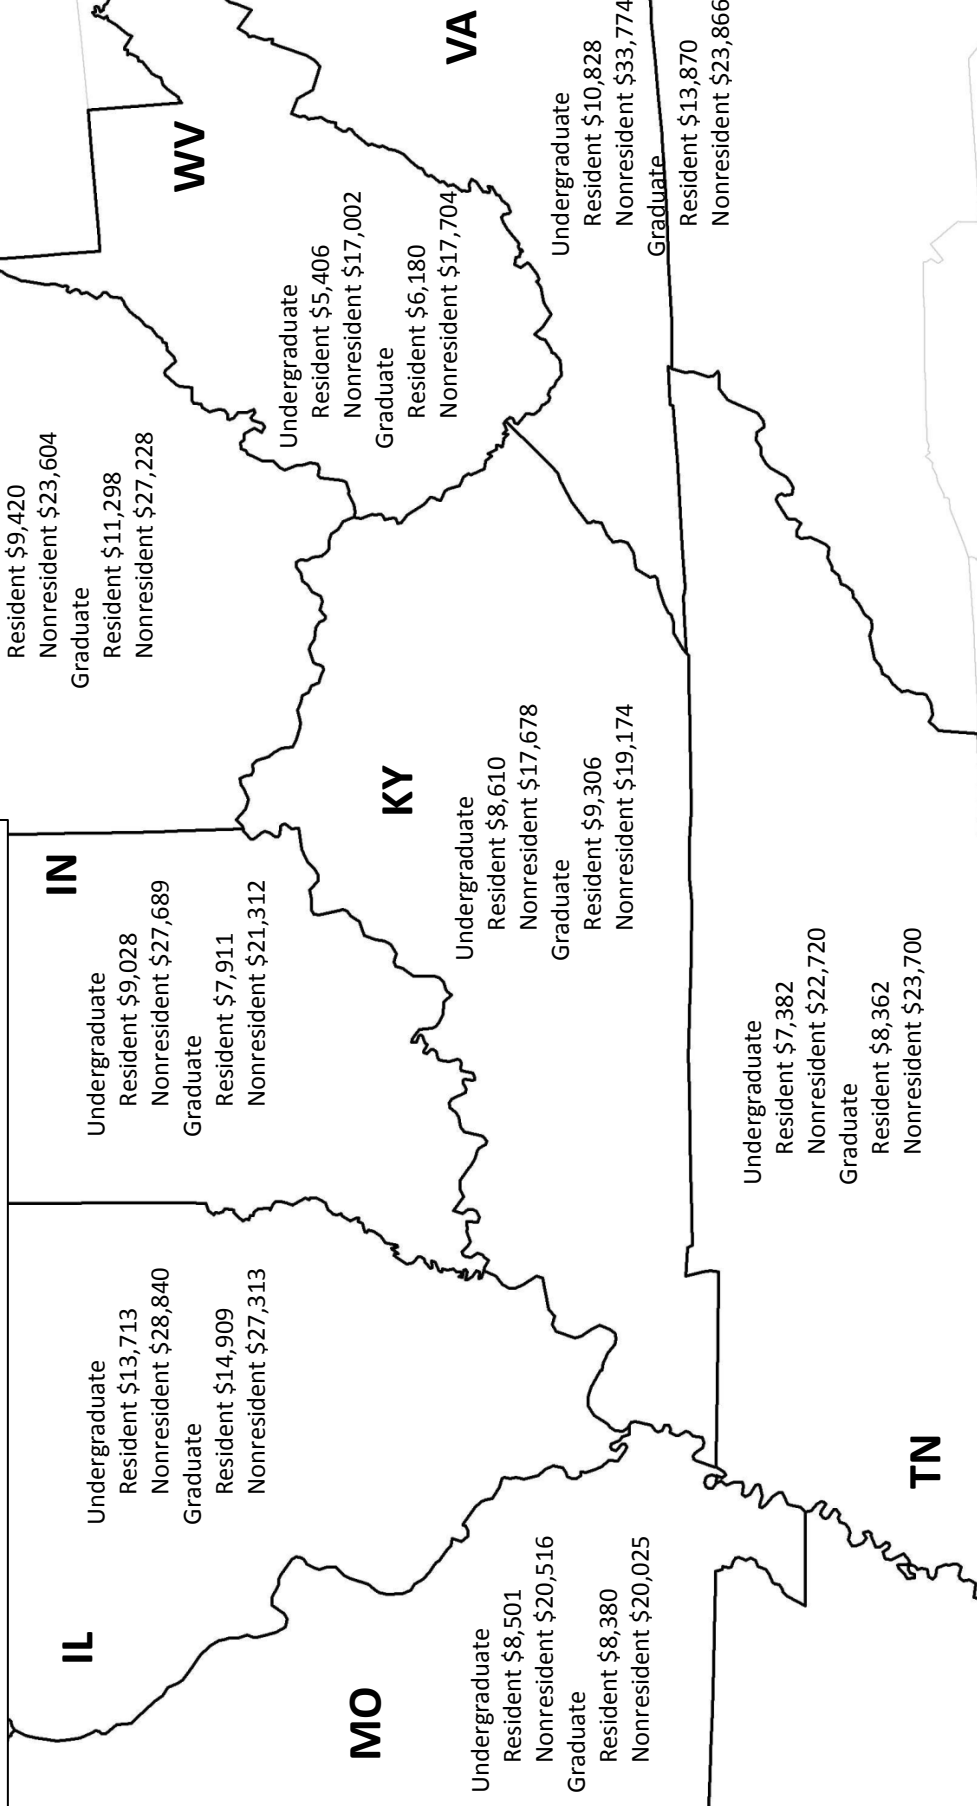 IL
Undergraduate
Resident $13,713
Nonresident $28,840
Graduate
Resident $14,909
Nonresident $27,313
IN
Undergraduate
Resident $9,028
Nonresident $27,689
Graduate
Resident $7,911
Nonresident $21,312
Resident $9,420
Nonresident $23,604
Graduate
Resident $11,298
Nonresident $27,228
WV
Undergraduate
Resident $5,406
Nonresident $17,002
Graduate
Resident $6,180
Nonresident $17,704
MO
Undergraduate
Resident $8,501
Nonresident $20,516
Graduate
Resident $8,380
Nonresident $20,025
KY
Undergraduate
Resident $8,610
Nonresident $17,678
Graduate
Resident $9,306
Nonresident $19,174
VA
Undergraduate
Resident $10,828
Nonresident $33,774
Graduate
Resident $13,870
Nonresident $23,866
TN
Undergraduate
Resident $7,382
Nonresident $22,720
Graduate
Resident $8,362
Nonresident $23,700